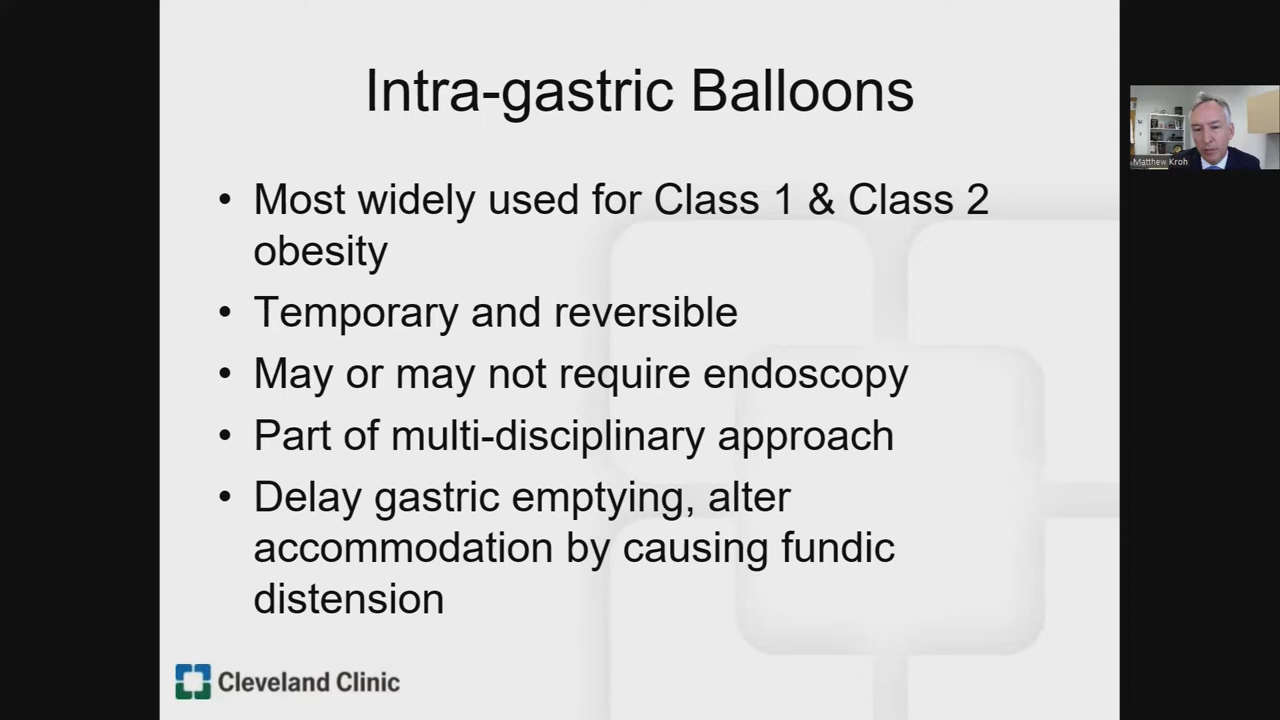 Intra-gastric Balloons
• Most widely used for Class 1 & Class 2
obesity
• Temporary and reversible
• May or may not require endoscopy
• Part of multi-disciplinary approach
• Delay gastric emptying, alter
accommodation by causing fundic
distension
Cleveland Clinic
Matthew Kroh